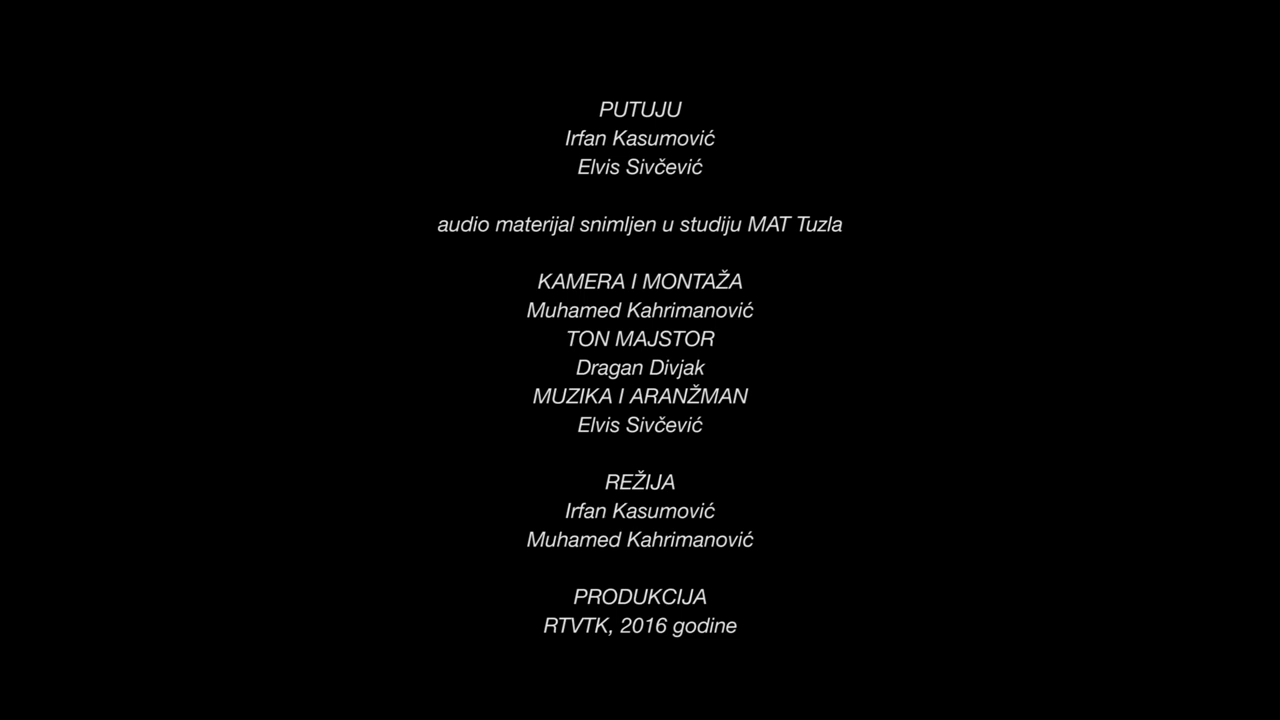 PUTUJU
Irfan Kasumović
Elvis Sivčević
audio materijal snimljen u studiju MAT Tuzla
KAMERA I MONTAŽA
Muhamed Kahrimanović
TON MAJSTOR
Dragan Divjak
MUZIKA I ARANŽMAN
Elvis Sivčević
REŽIJA
Irfan Kasumović
Muhamed Kahrimanović
PRODUKCIJA
RTVTK, 2016 godine